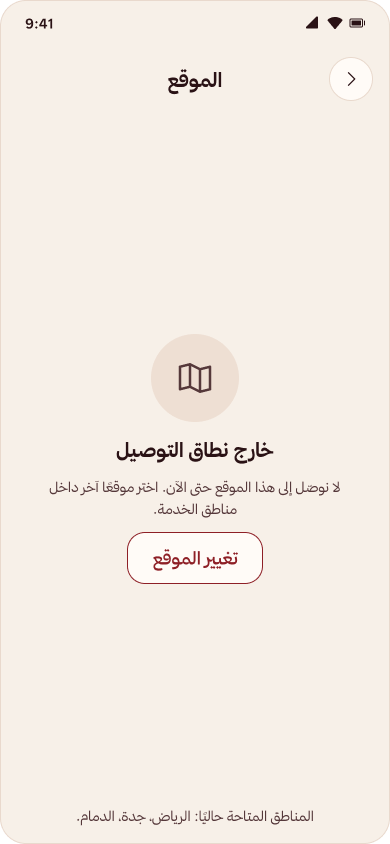 9:41
الموقع
خارج نطاق التوصيل
لا نوصل إلى هذا الموقع حتى الآن. اختر موقعًا آخر داخل
مناطق الخدمة.
تغيير الموقع
المناطق المتاحة حاليًا: الرياض، جدة، الدمام.